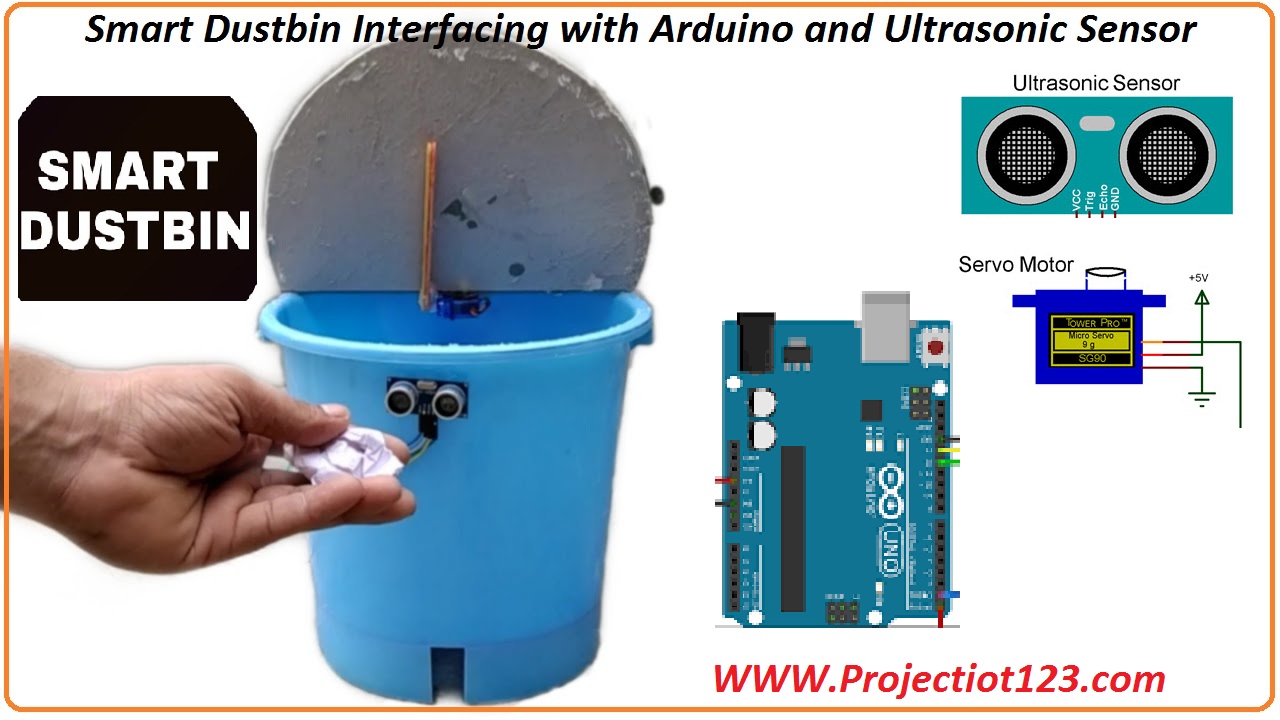 Smart Dustbin Interfacing with Arduino and Ultrasonic Sensor
SMART
DUSTBIN
Ultrasonic Sensor
VCC
Trig
Echo
GND
Servo Motor
+5V
TOWER PRO™
Micro Servo
9 g
SG90
UNO
WWW.Projectiot123.com